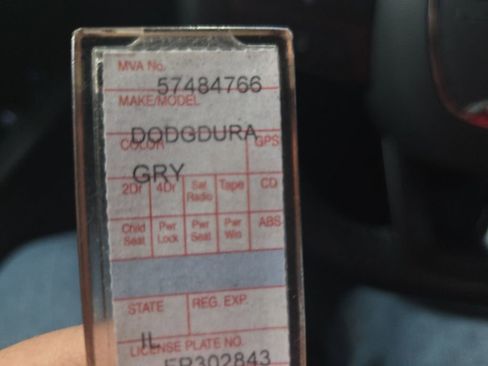 MVA No.
57484766
MAKE/MODEL
DODGDURA
COLOR GPS
GRY
2Dr 4Dr Sat Radio Tape CD
Child Seat Pwr Lock Pwr Seat Pwr Wid ABS
STATE REG. EXP.
IL
LICENSE PLATE NO.
FP302843